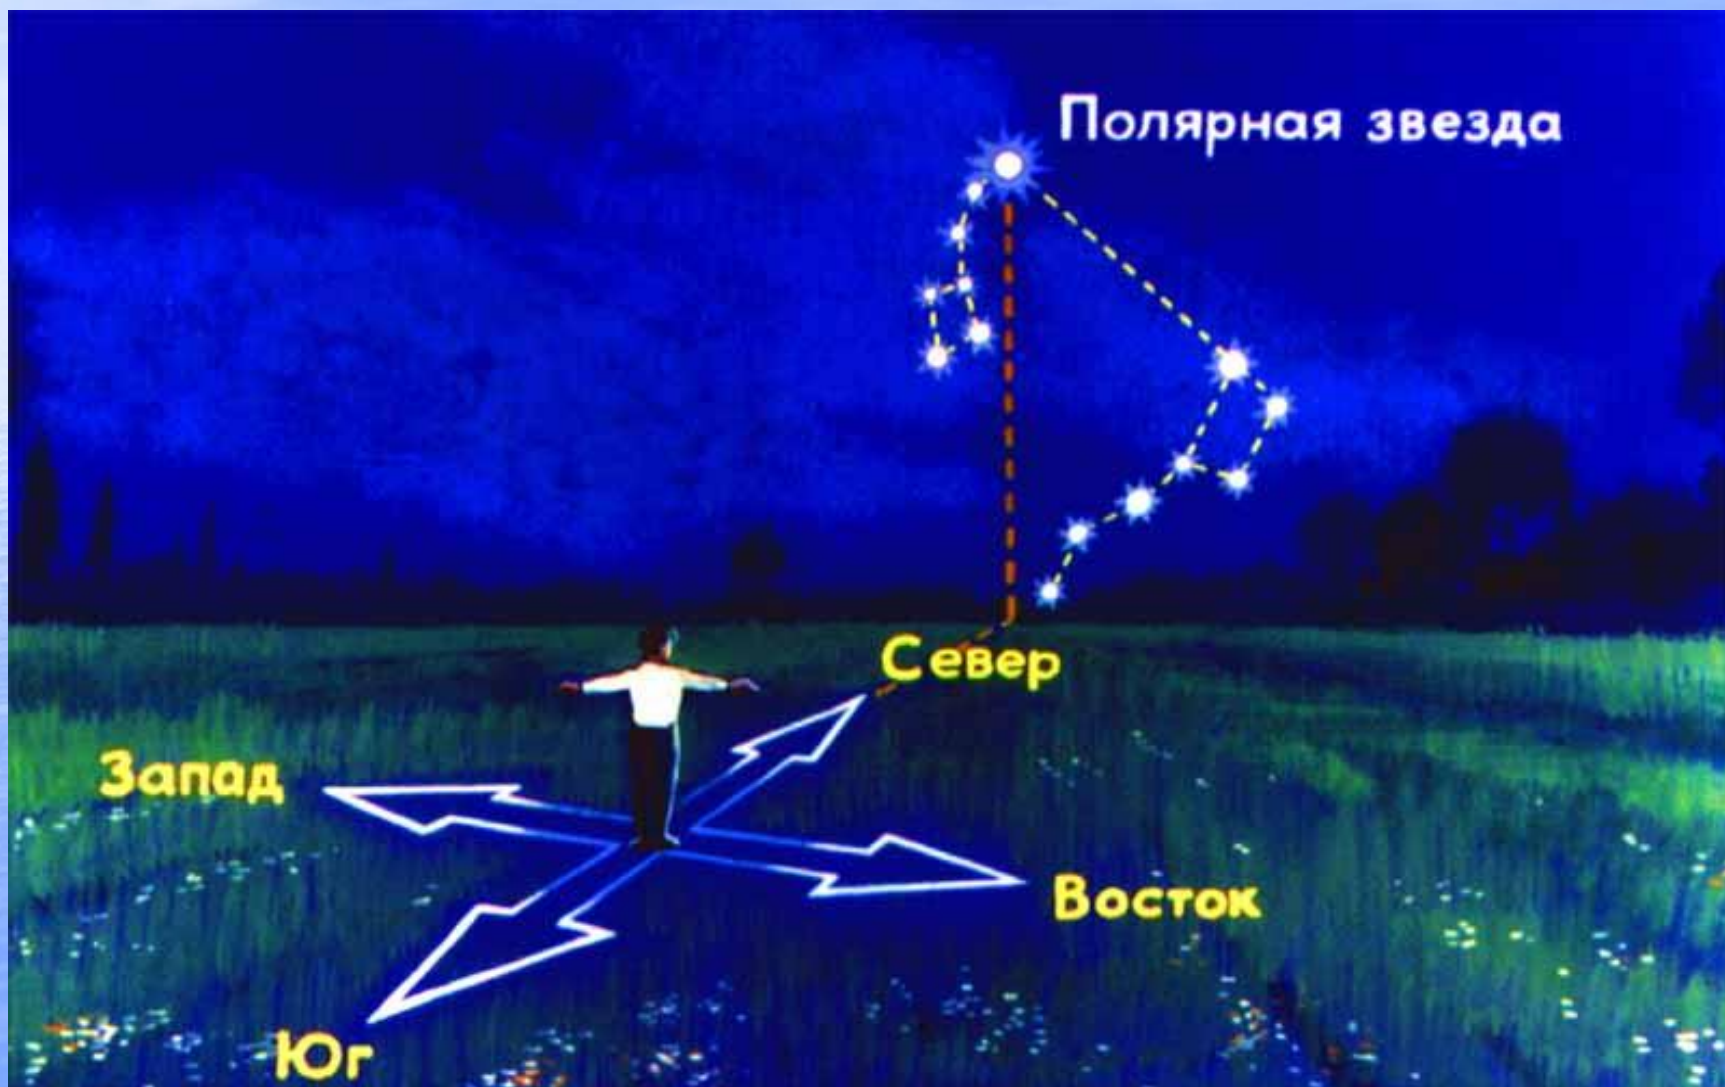 Полярная звезда
Север
Запад
Восток
Юг